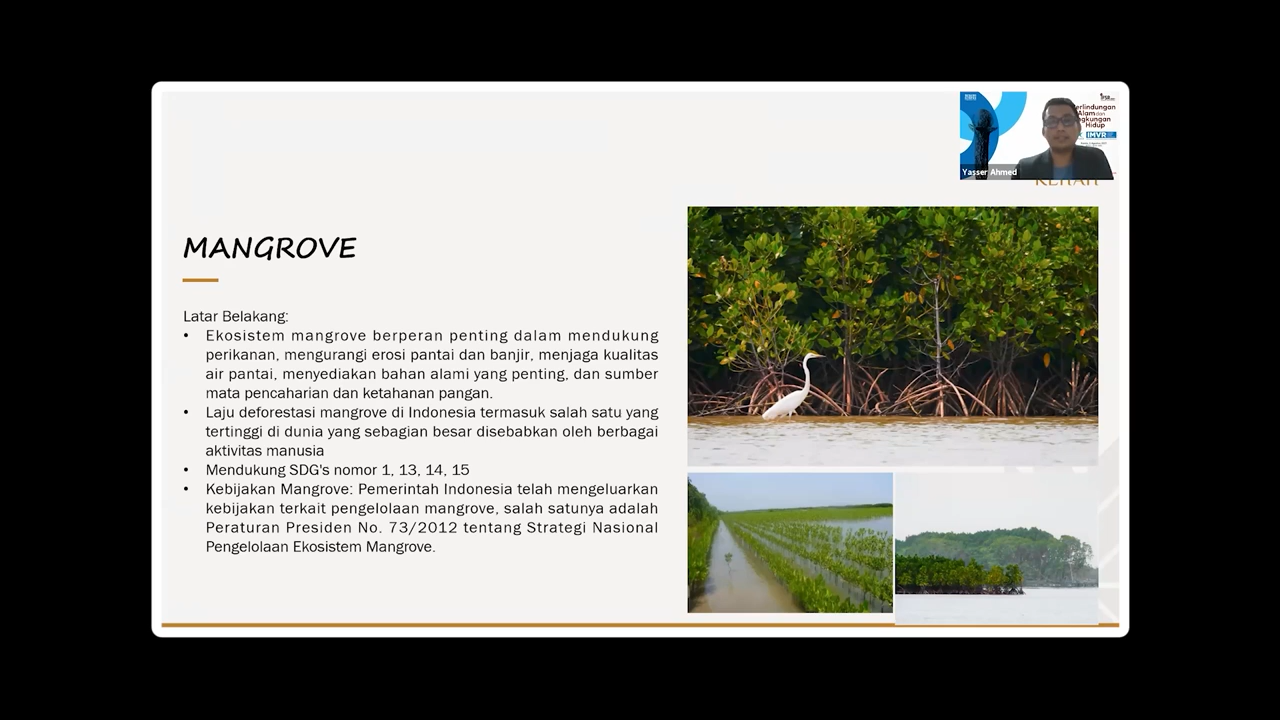 Perlindungan
Alam dan
Lingkungan
Hidup
IMVR
Yasser Ahmed
MANGROVE
Latar Belakang:
• Ekosistem mangrove berperan penting dalam mendukung
perikanan, mengurangi erosi pantai dan banjir, menjaga kualitas
air pantai, menyediakan bahan alami yang penting, dan sumber
mata pencaharian dan ketahanan pangan.
• Laju deforestasi mangrove di Indonesia termasuk salah satu yang
tertinggi di dunia yang sebagian besar disebabkan oleh berbagai
aktivitas manusia
• Mendukung SDG's nomor 1, 13, 14, 15
• Kebijakan Mangrove: Pemerintah Indonesia telah mengeluarkan
kebijakan terkait pengelolaan mangrove, salah satunya adalah
Peraturan Presiden No. 73/2012 tentang Strategi Nasional
Pengelolaan Ekosistem Mangrove.